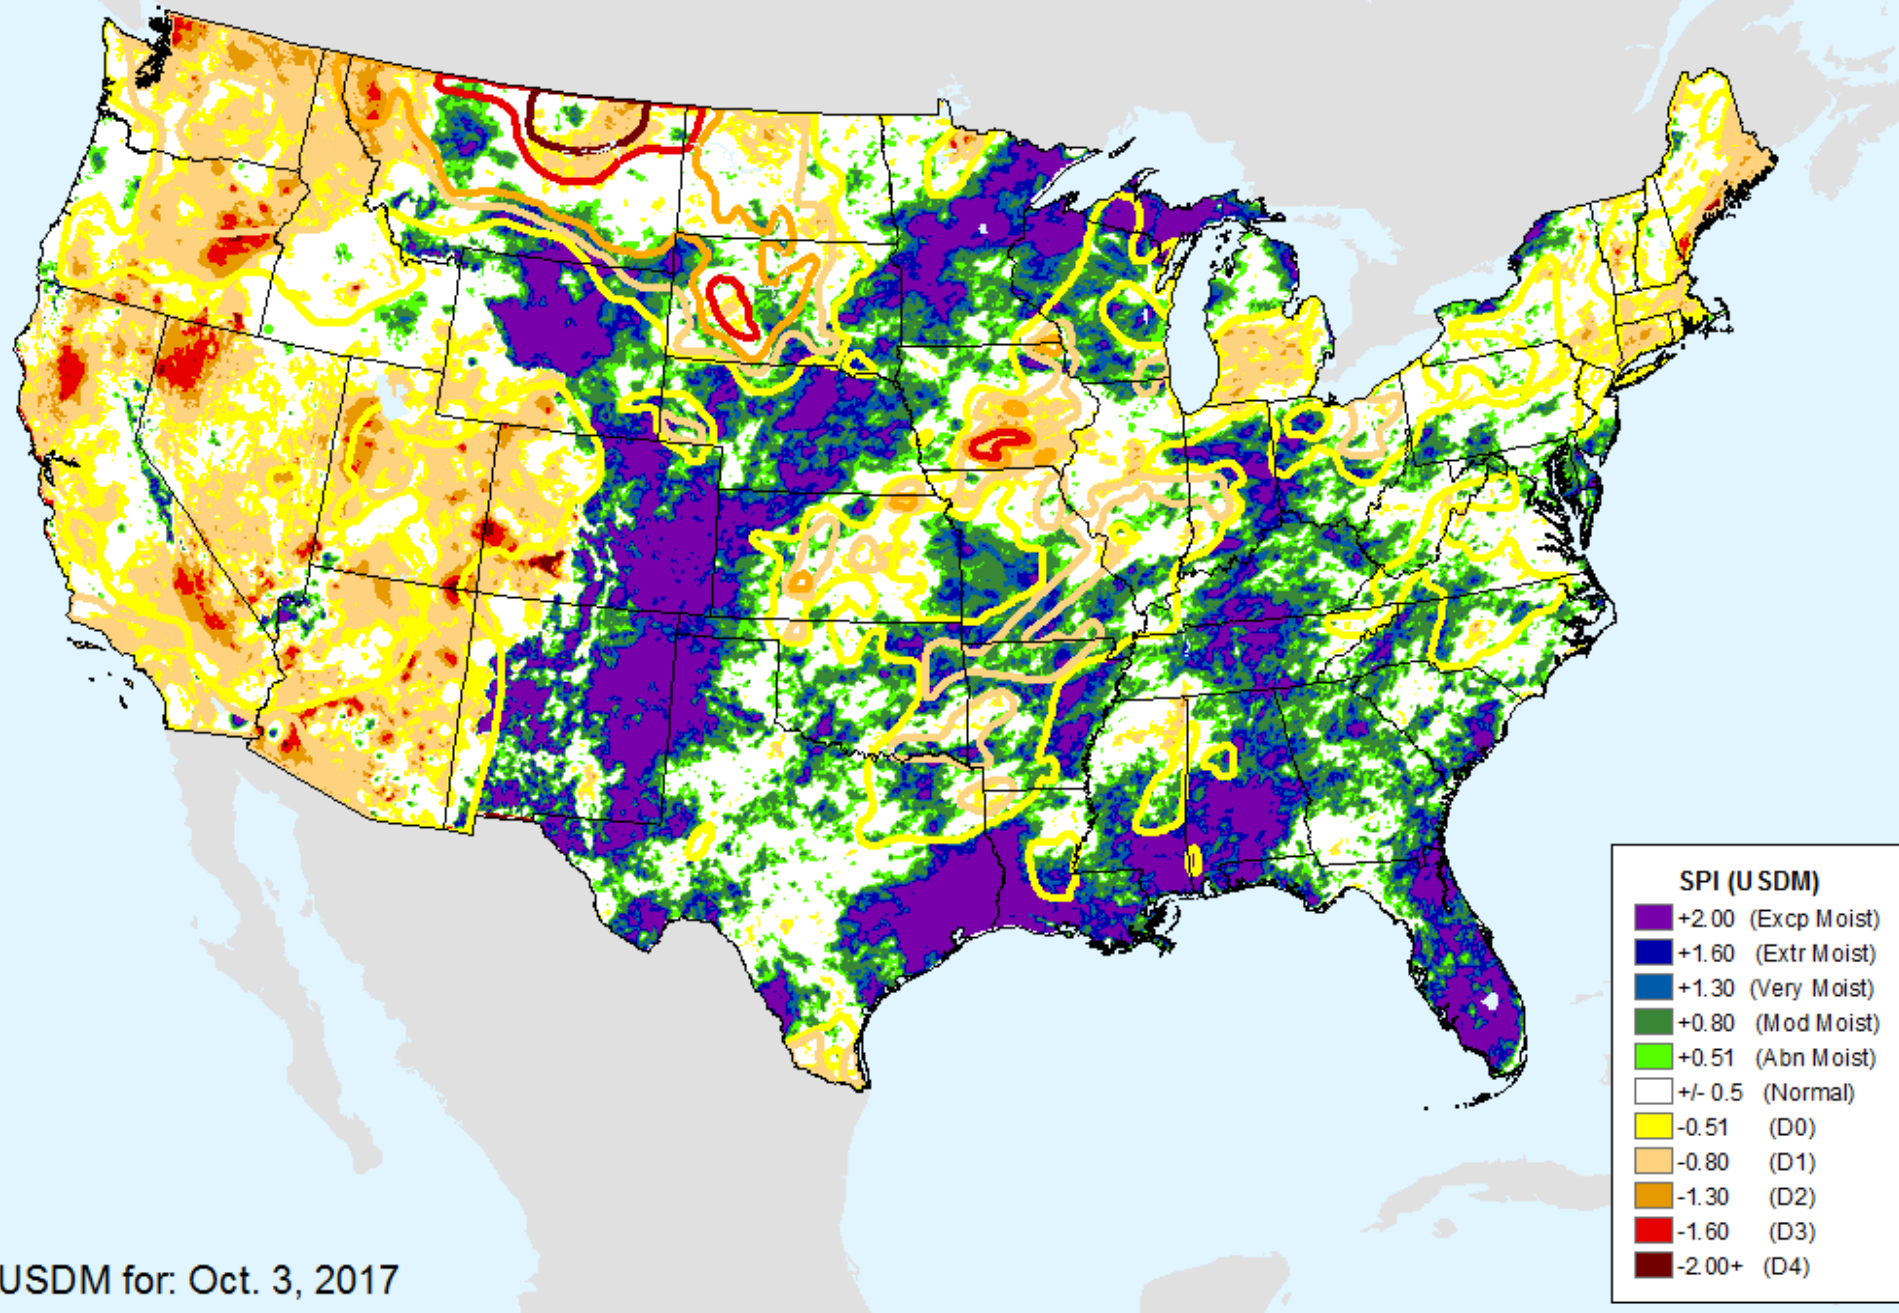 SPI (USDM)
+2.00 (Excp Moist)
+1.60 (Extr Moist)
+1.30 (Very Moist)
+0.80 (Mod Moist)
+0.51 (Abn Moist)
+/- 0.5 (Normal)
-0.51 (D0)
-0.80 (D1)
-1.30 (D2)
-1.60 (D3)
-2.00+ (D4)
USDM for: Oct. 3, 2017